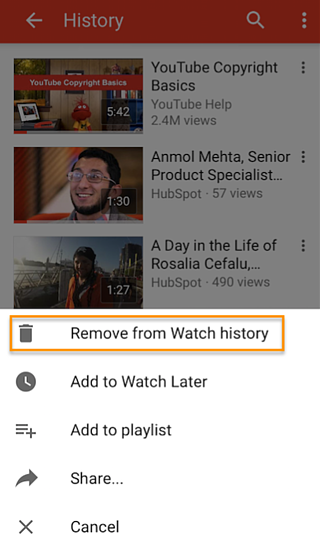 History
YouTube Copyright Basics
5:42
YouTube Copyright
Basics
YouTube Help
2.4M views
1:30
Anmol Mehta, Senior
Product Specialist...
HubSpot · 57 views
1:27
A Day in the Life of
Rosalia Cefalu,...
HubSpot · 490 views
Remove from Watch history
Add to Watch Later
Add to playlist
Share...
Cancel